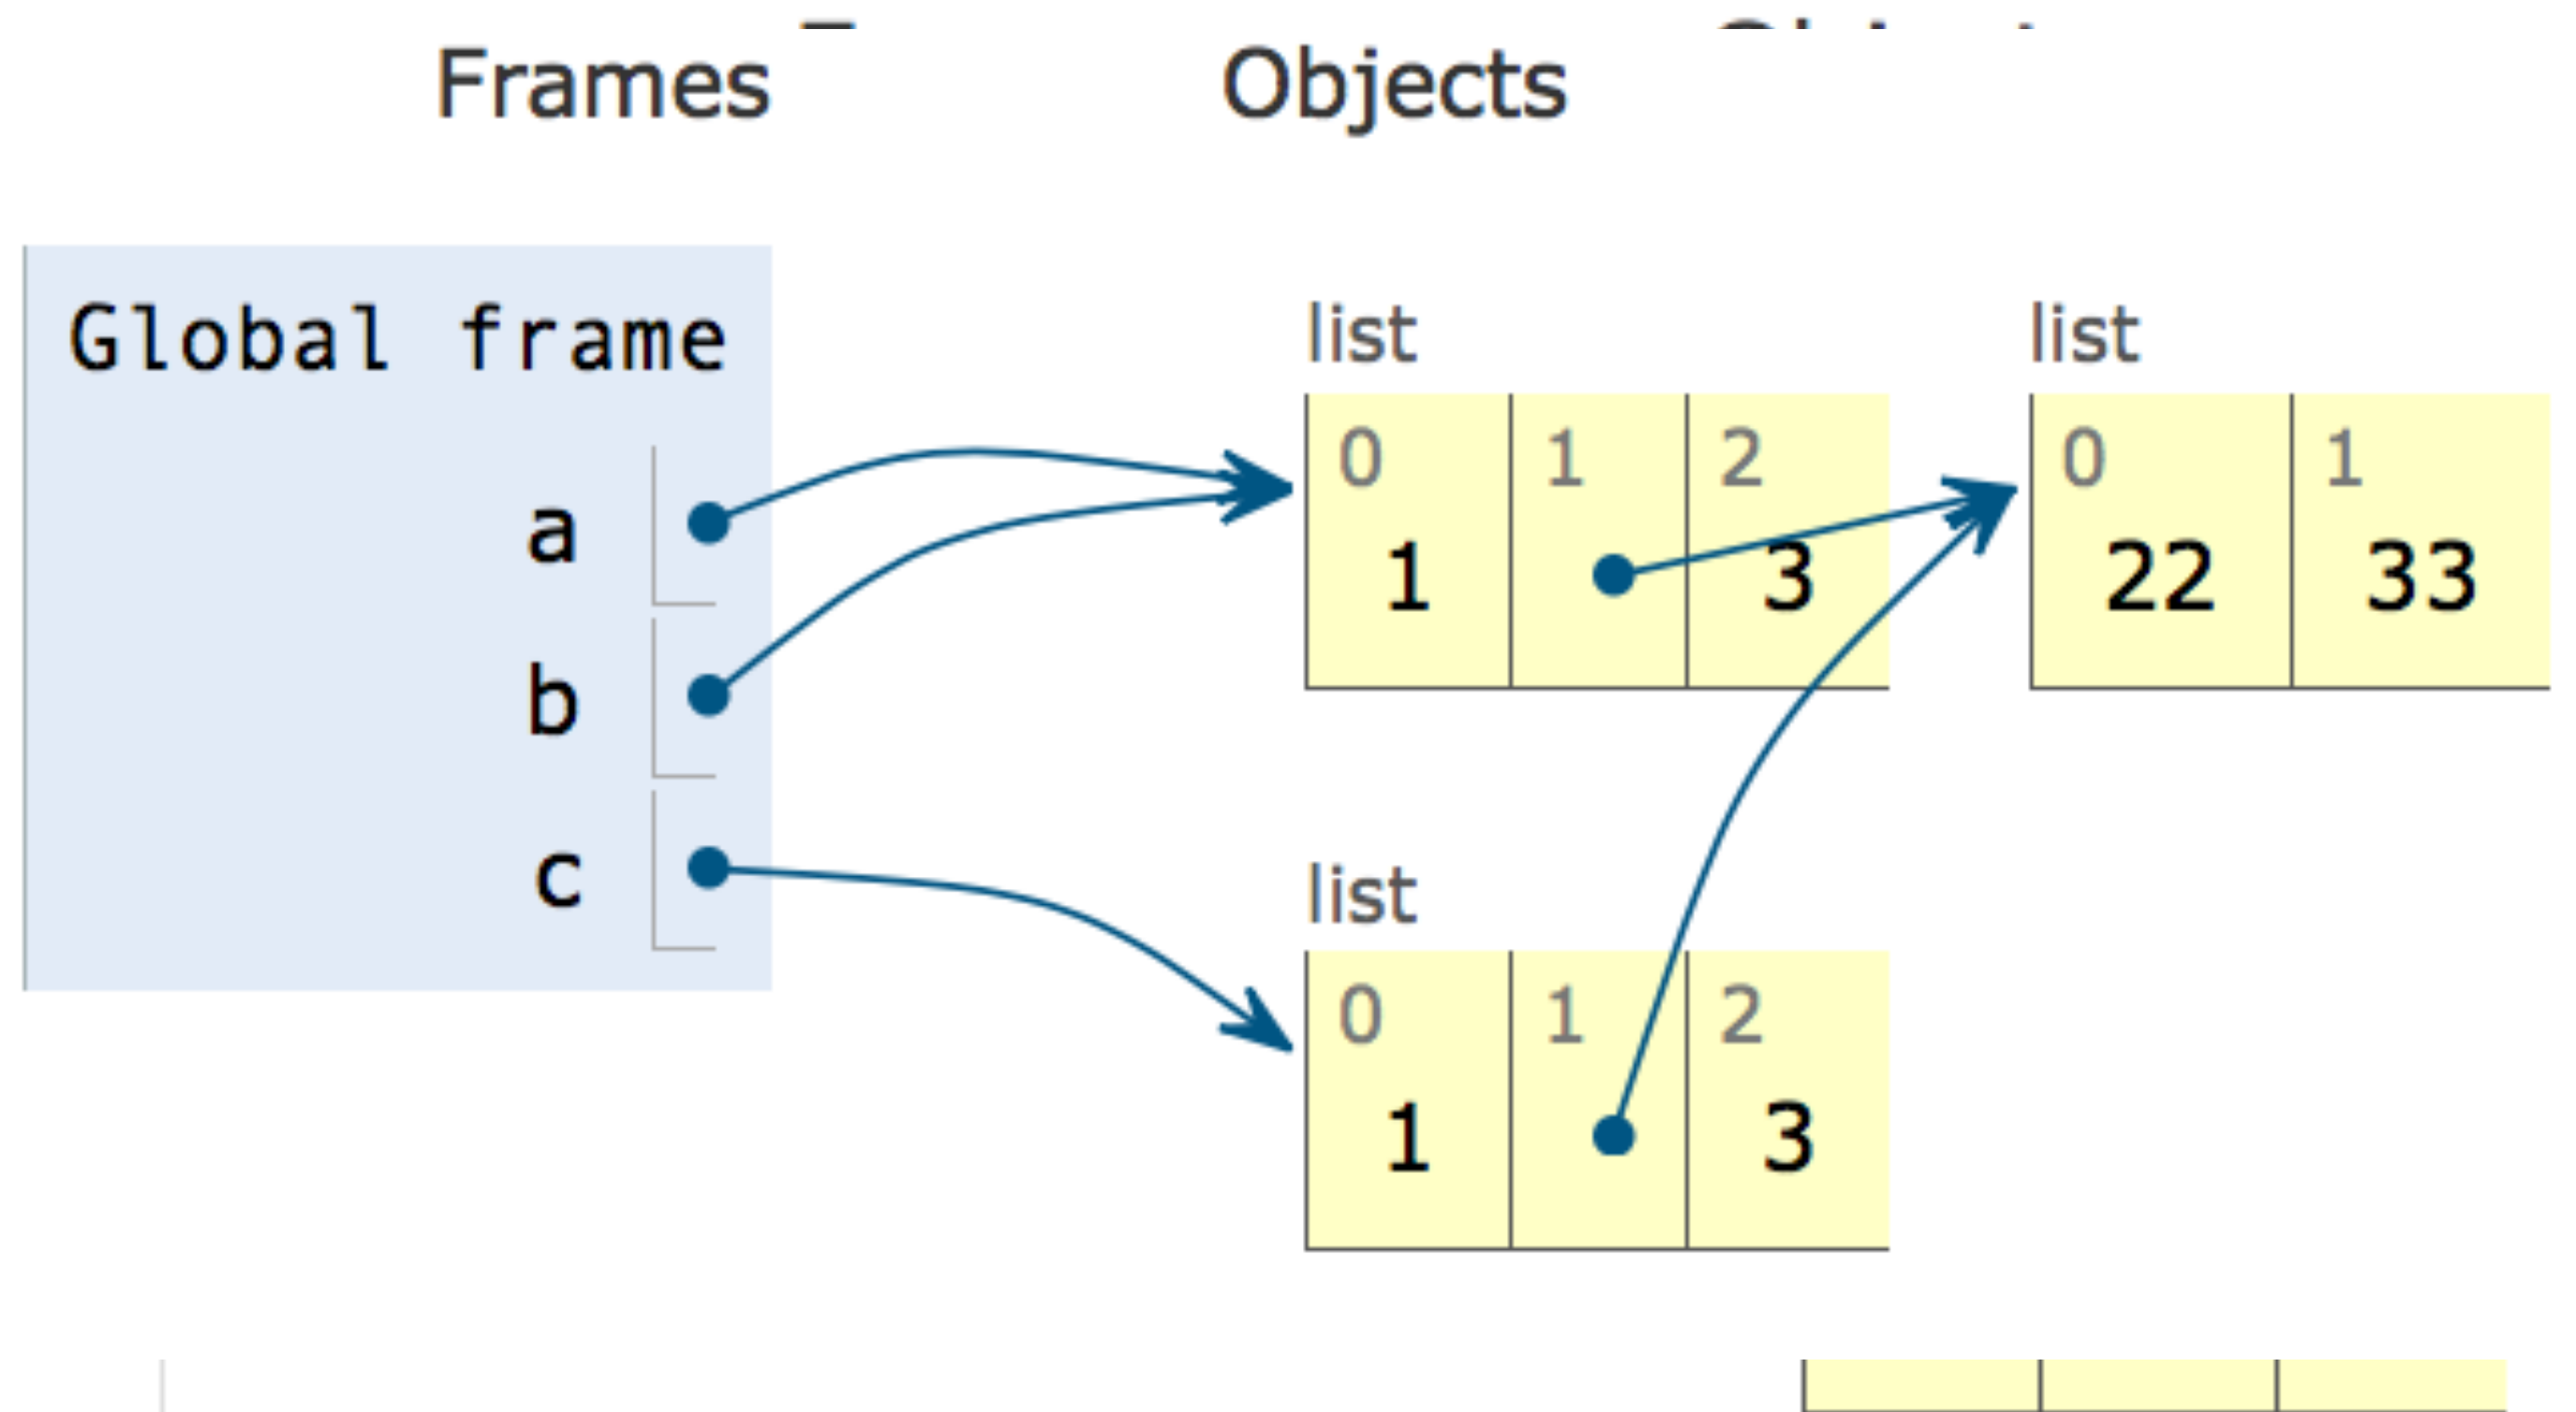 Frames Objects
Global frame
list list
0 1 2 0 1
a
1 3 22 33
b
c
list
0 1 2
1 3